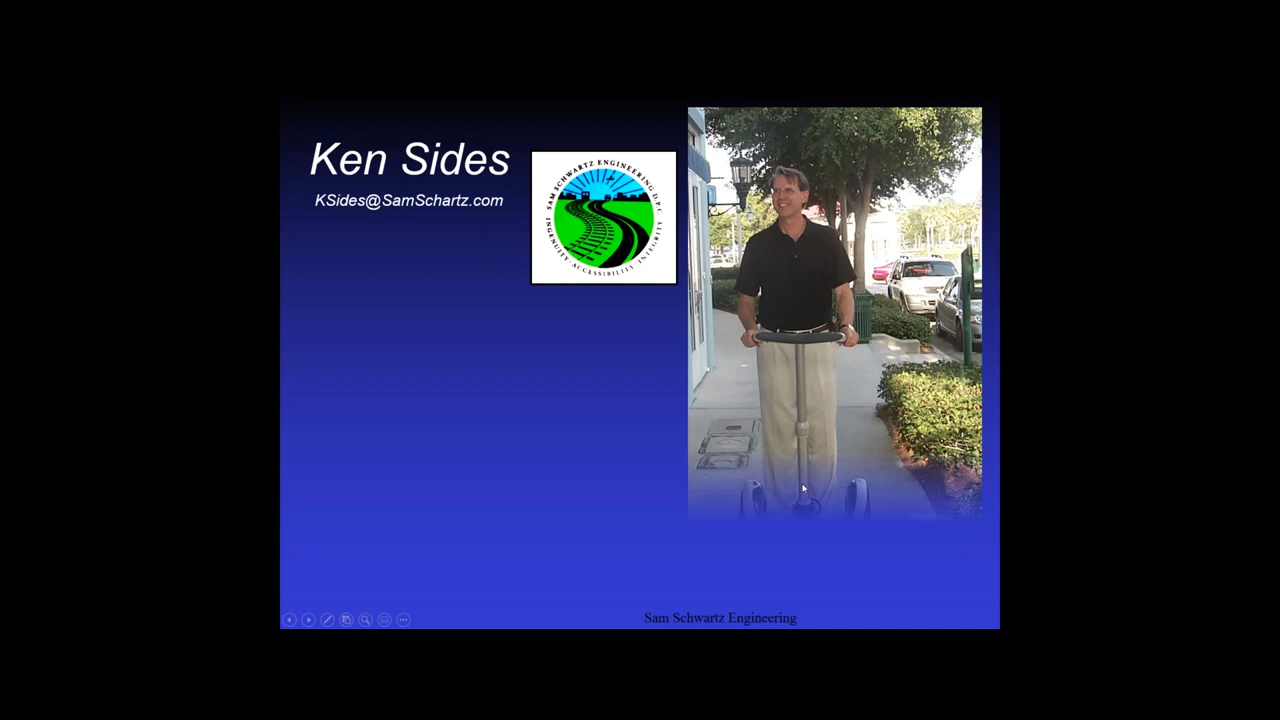 Ken Sides
KSides@SamSchartz.com
SAM SCHWARTZ ENGINEERING D.P.C.
INGENUITY · ACCESSIBILITY · INTEGRITY
Sam Schwartz Engineering